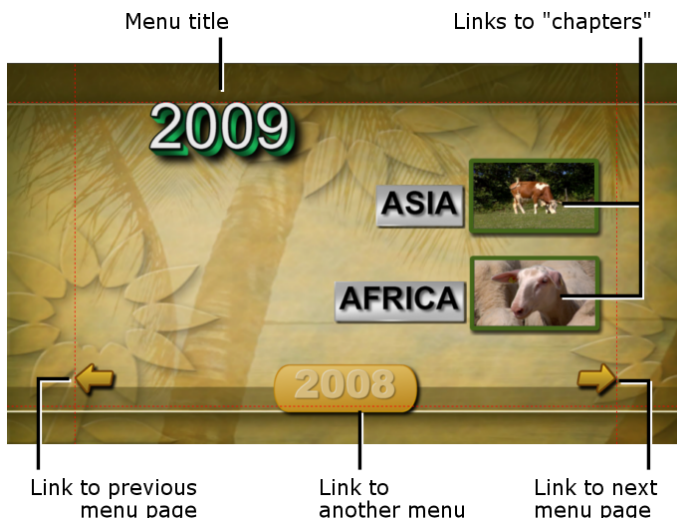 Menu title
Links to "chapters"
2009
ASIA
AFRICA
2008
Link to previous
menu page
Link to
another menu
Link to next
menu page